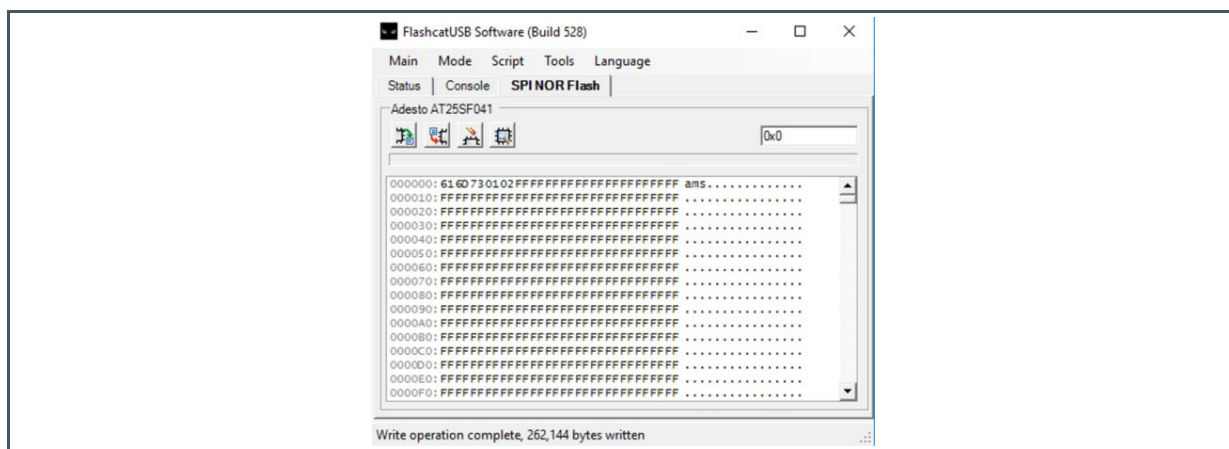 FlashcatUSB Software (Build 528)
Main Mode Script Tools Language
Status Console SPI NOR Flash
Adesto AT25SF041
0x0
000000: 616D730102FFFFFFFFFFFFFFFFFFFFFF ams.............
000010: FFFFFFFFFFFFFFFFFFFFFFFFFFFFFFFF ................
000020: FFFFFFFFFFFFFFFFFFFFFFFFFFFFFFFF ................
000030: FFFFFFFFFFFFFFFFFFFFFFFFFFFFFFFF ................
000040: FFFFFFFFFFFFFFFFFFFFFFFFFFFFFFFF ................
000050: FFFFFFFFFFFFFFFFFFFFFFFFFFFFFFFF ................
000060: FFFFFFFFFFFFFFFFFFFFFFFFFFFFFFFF ................
000070: FFFFFFFFFFFFFFFFFFFFFFFFFFFFFFFF ................
000080: FFFFFFFFFFFFFFFFFFFFFFFFFFFFFFFF ................
000090: FFFFFFFFFFFFFFFFFFFFFFFFFFFFFFFF ................
0000A0: FFFFFFFFFFFFFFFFFFFFFFFFFFFFFFFF ................
0000B0: FFFFFFFFFFFFFFFFFFFFFFFFFFFFFFFF ................
0000C0: FFFFFFFFFFFFFFFFFFFFFFFFFFFFFFFF ................
0000D0: FFFFFFFFFFFFFFFFFFFFFFFFFFFFFFFF ................
0000E0: FFFFFFFFFFFFFFFFFFFFFFFFFFFFFFFF ................
0000F0: FFFFFFFFFFFFFFFFFFFFFFFFFFFFFFFF ................
Write operation complete, 262,144 bytes written